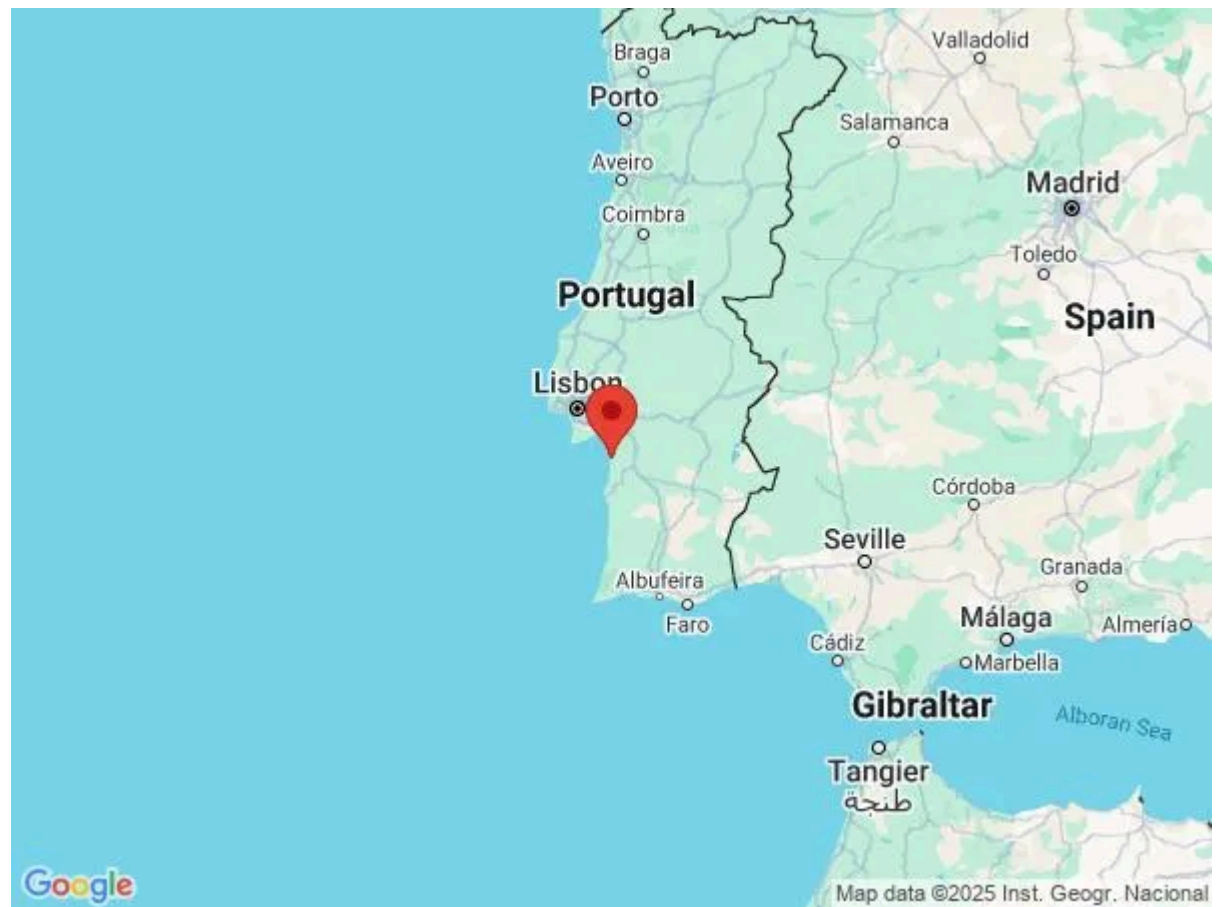 Valladolid
Braga
Porto
Salamanca
Aveiro
Madrid
Coimbra
Toledo
Portugal
Spain
Lisbon
Córdoba
Seville
Granada
Albufeira
Málaga
Almería
Faro
Cádiz
Marbella
Gibraltar
Alboran Sea
Tangier
طنجة
Google
Map data ©2025 Inst. Geogr. Nacional